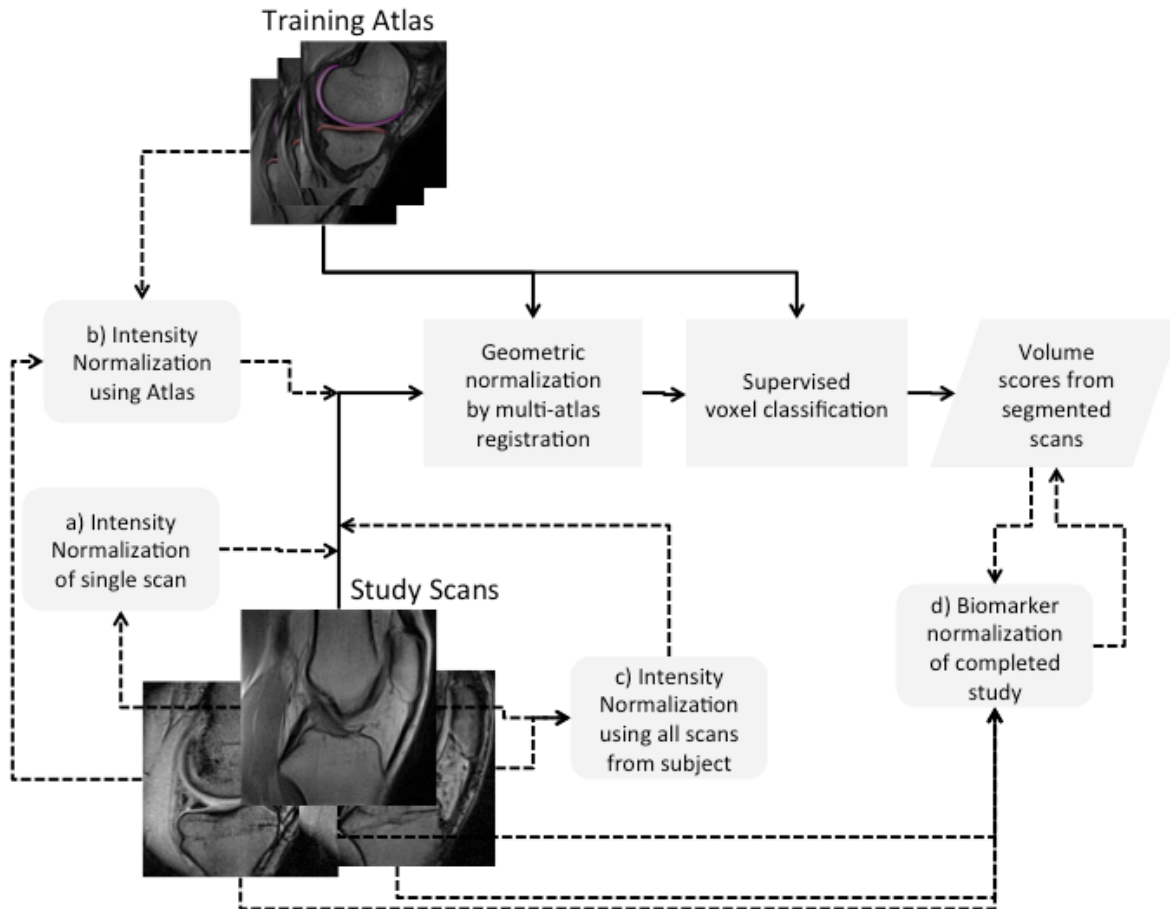 Training Atlas
b) Intensity
Normalization
using Atlas
Geometric
normalization
by multi-atlas
registration
Supervised
voxel classification
Volume
scores from
segmented
scans
a) Intensity
Normalization
of single scan
Study Scans
c) Intensity
Normalization
using all scans
from subject
d) Biomarker
normalization
of completed
study